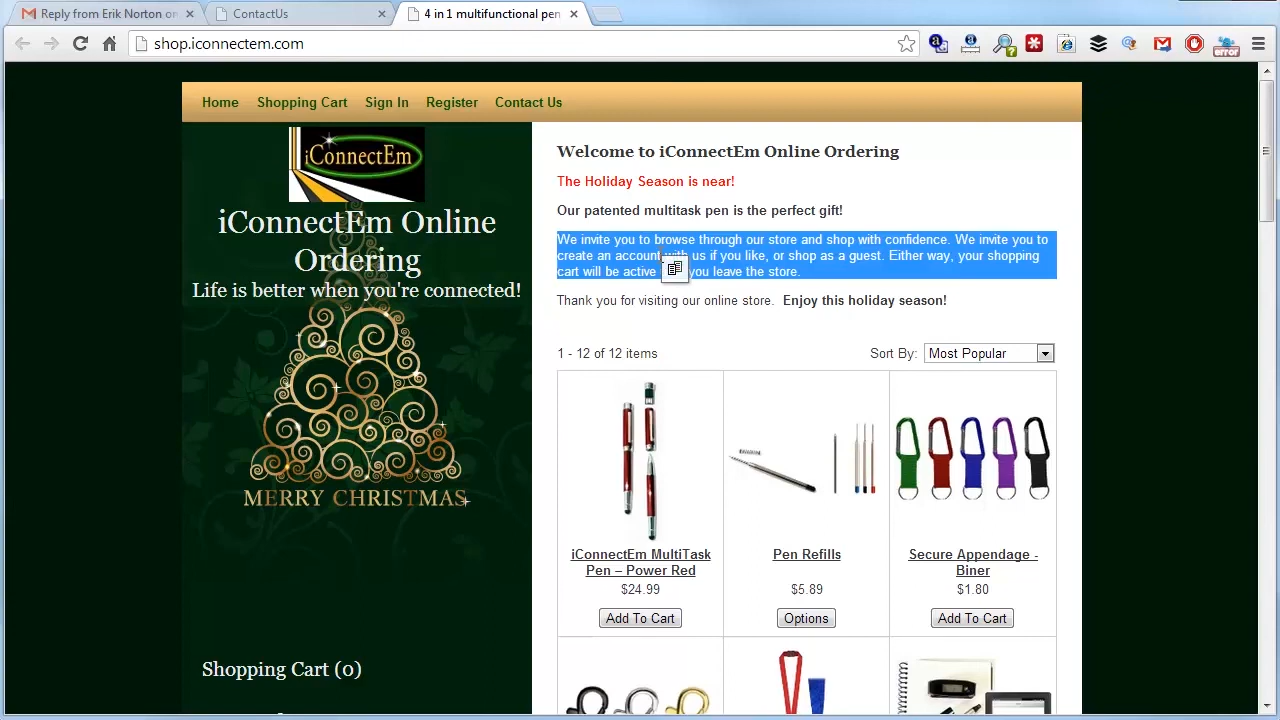 Reply from Erik Norton on
ContactUs
4 in 1 multifunctional pen
shop.iconnectem.com
error
Home
Shopping Cart
Sign In
Register
Contact Us
iConnectEm
iConnectEm Online
Ordering
Life is better when you're connected!
MERRY CHRISTMAS
Shopping Cart (0)
Welcome to iConnectEm Online Ordering
The Holiday Season is near!
Our patented multitask pen is the perfect gift!
We invite you to browse through our store and shop with confidence. We invite you to
create an account with us if you like, or shop as a guest. Either way, your shopping
cart will be active you leave the store.
Thank you for visiting our online store. Enjoy this holiday season!
1 - 12 of 12 items
Sort By: Most Popular
iConnectEm MultiTask
Pen – Power Red
$24.99
Add To Cart
Pen Refills
$5.89
Options
Secure Appendage -
Biner
$1.80
Add To Cart